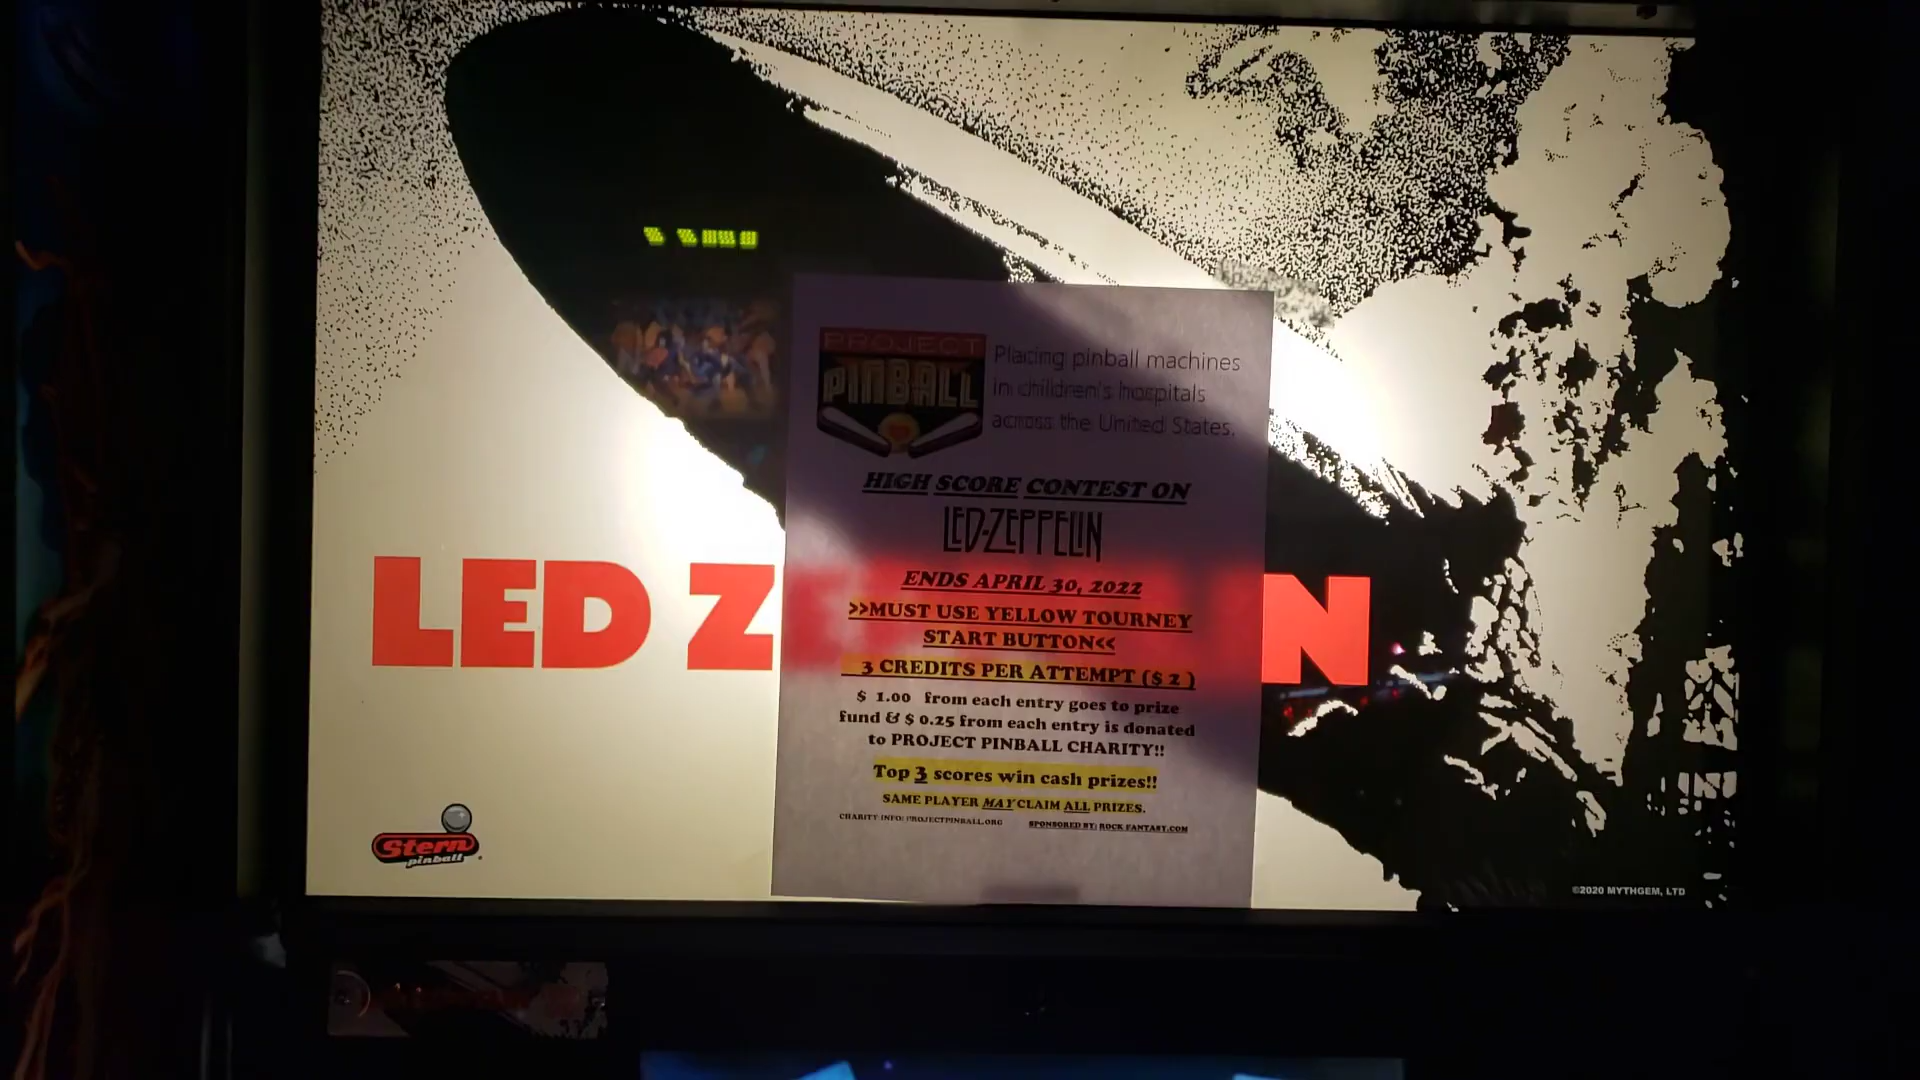 PROJECT
PINBALL
Placing pinball machines
in children's hospitals
across the United States.
HIGH SCORE CONTEST ON
LED-ZEPPELIN
LED Z N
ENDS APRIL 30, 2022
>>MUST USE YELLOW TOURNEY
START BUTTON<<
3 CREDITS PER ATTEMPT ($ 2 )
$ 1.00 from each entry goes to prize
fund & $ 0.25 from each entry is donated
to PROJECT PINBALL CHARITY!!
Top 3 scores win cash prizes!!
SAME PLAYER MAY CLAIM ALL PRIZES.
CHARITY INFO: PROJECTPINBALL.ORG SPONSORED BY: ROCK FANTASY.COM
Stern
pinball
©2020 MYTHGEM, LTD